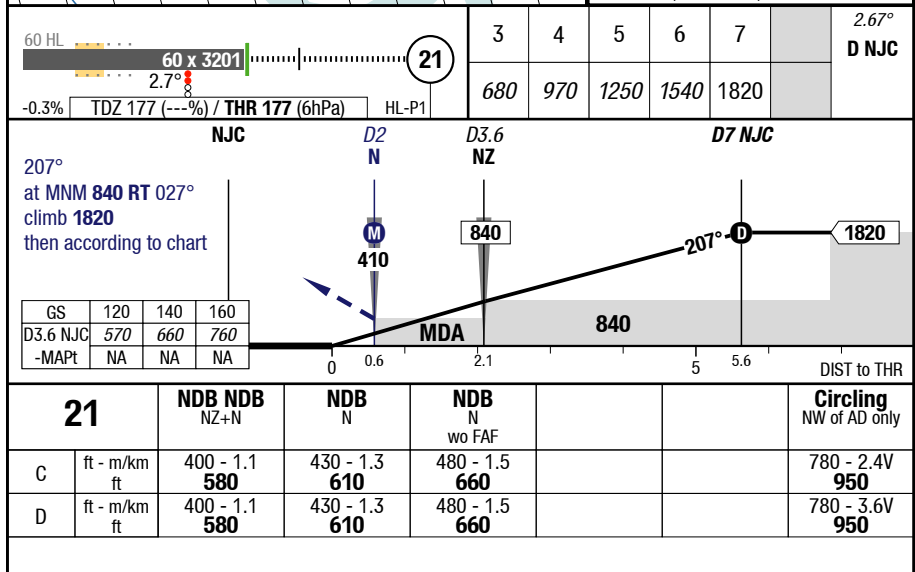 60 HL
60 x 3201
21
2.7°
-0.3%
TDZ 177 (---%) / THR 177 (6hPa)
HL-P1
3 4 5 6 7 2.67° D NJC
680 970 1250 1540 1820
NJC D2 N D3.6 NZ D7 NJC
207°
at MNM 840 RT 027°
climb 1820
then according to chart
M
410
840
207°
D
1820
GS 120 140 160
D3.6 NJC 570 660 760
-MAPt NA NA NA
MDA
840
0 0.6 2.1 5 5.6
DIST to THR
21 NDB NDB NDB NDB Circling
NZ+N N N NW of AD only
wo FAF
C ft - m/km 400 - 1.1 430 - 1.3 480 - 1.5 780 - 2.4V
ft 580 610 660 950
D ft - m/km 400 - 1.1 430 - 1.3 480 - 1.5 780 - 3.6V
ft 580 610 660 950